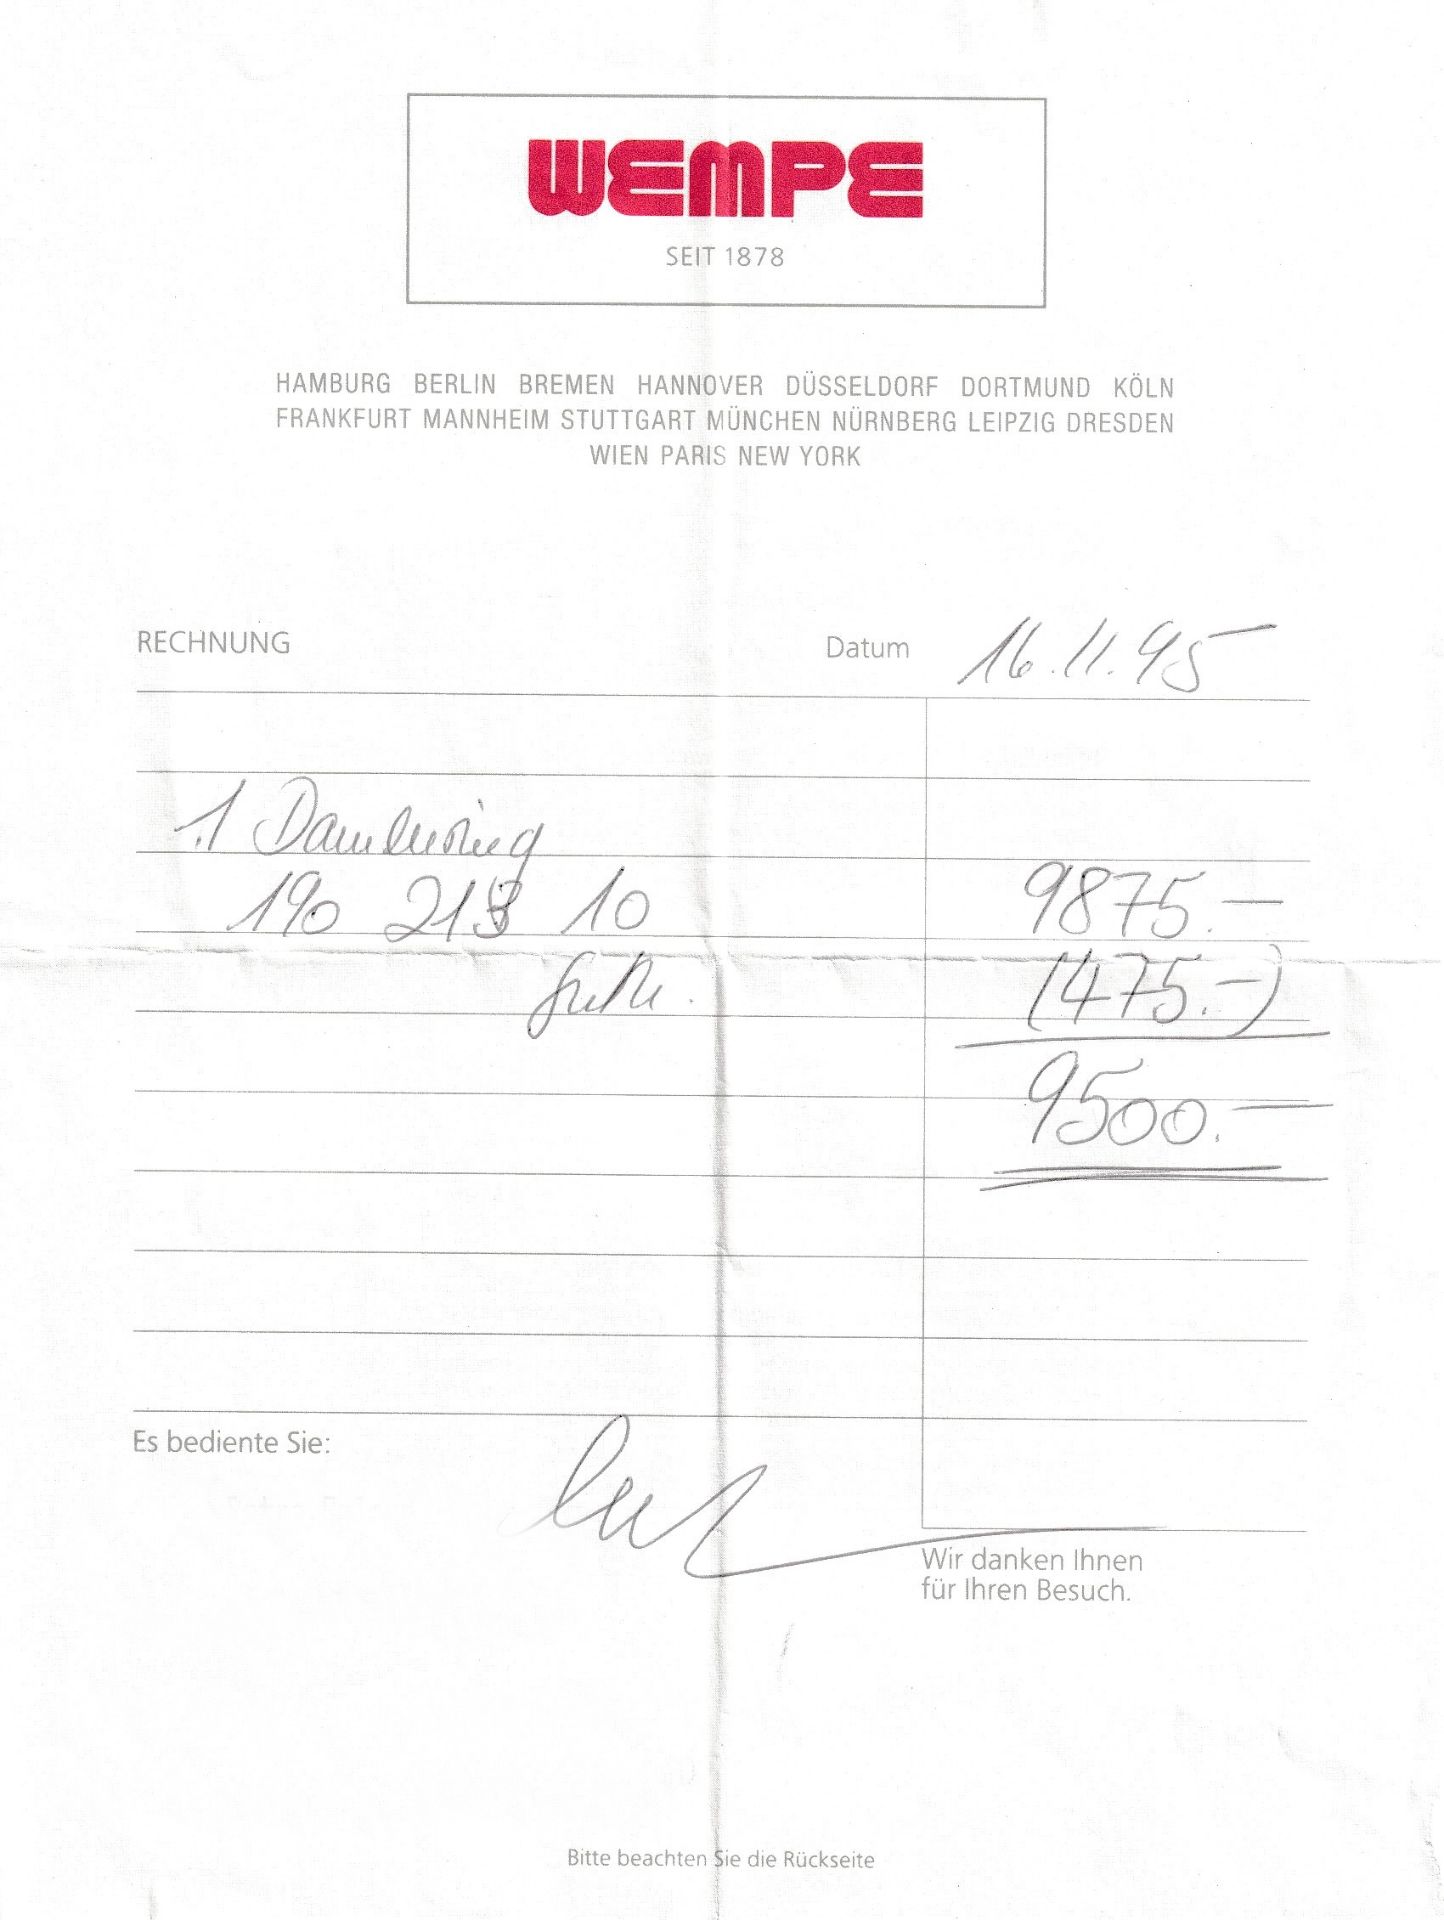 WEMPE
SEIT 1878
HAMBURG BERLIN BREMEN HANNOVER DÜSSELDORF DORTMUND KÖLN
FRANKFURT MANNHEIM STUTTGART MÜNCHEN NÜRNBERG LEIPZIG DRESDEN
WIEN PARIS NEW YORK
RECHNUNG Datum 16.11.95
1 Damenring
190 213 10 9875.—
(475.—)
9500.—
Es bediente Sie:
Wir danken Ihnen
für Ihren Besuch.
Bitte beachten Sie die Rückseite